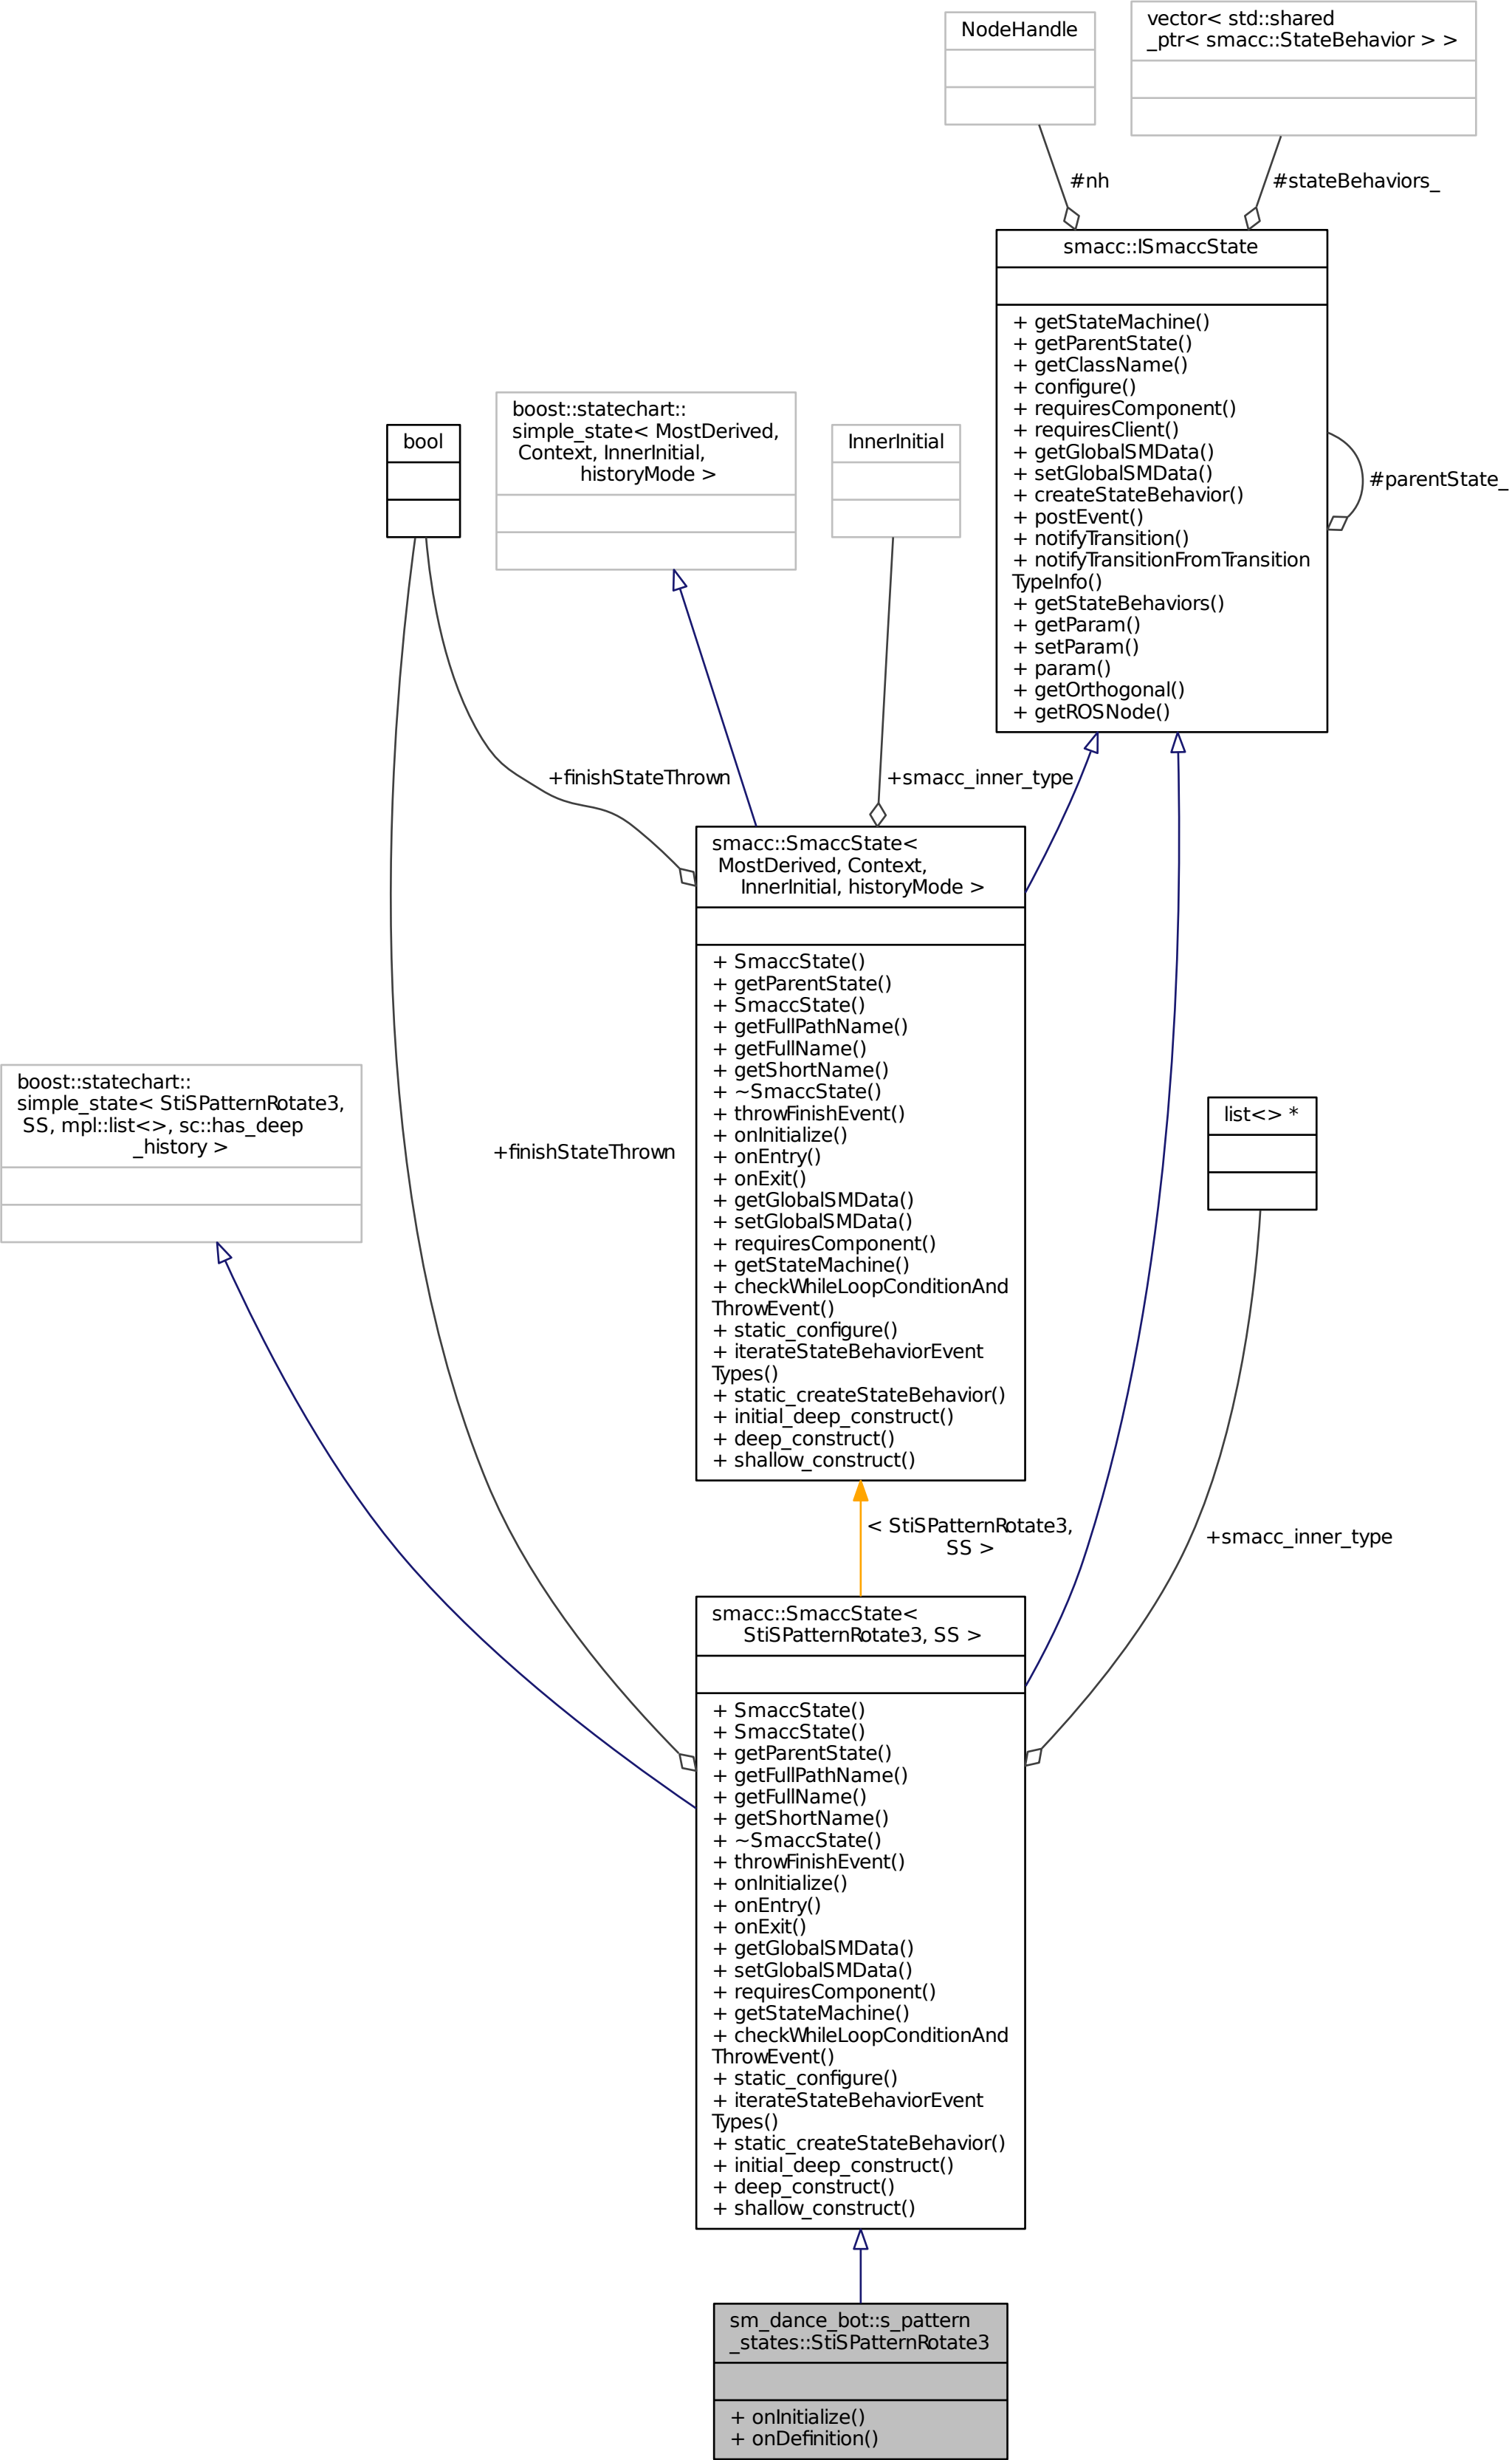 NodeHandle
vector< std::shared
_ptr< smacc::StateBehavior > >
#nh
#stateBehaviors_
smacc::ISmaccState
+ getStateMachine()
+ getParentState()
+ getClassName()
+ configure()
+ requiresComponent()
+ requiresClient()
+ getGlobalSMData()
+ setGlobalSMData()
+ createStateBehavior()
+ postEvent()
+ notifyTransition()
+ notifyTransitionFromTransition
TypeInfo()
+ getStateBehaviors()
+ getParam()
+ setParam()
+ param()
+ getOrthogonal()
+ getROSNode()
#parentState_
bool
boost::statechart::
simple_state< MostDerived,
Context, InnerInitial,
historyMode >
InnerInitial
+finishStateThrown
+smacc_inner_type
smacc::SmaccState<
MostDerived, Context,
InnerInitial, historyMode >
+ SmaccState()
+ getParentState()
+ SmaccState()
+ getFullPathName()
+ getFullName()
+ getShortName()
+ ~SmaccState()
+ throwFinishEvent()
+ onInitialize()
+ onEntry()
+ onExit()
+ getGlobalSMData()
+ setGlobalSMData()
+ requiresComponent()
+ getStateMachine()
+ checkWhileLoopConditionAnd
ThrowEvent()
+ static_configure()
+ iterateStateBehaviorEvent
Types()
+ static_createStateBehavior()
+ initial_deep_construct()
+ deep_construct()
+ shallow_construct()
boost::statechart::
simple_state< StiSPatternRotate3,
SS, mpl::list<>, sc::has_deep
_history >
+finishStateThrown
list<> *
< StiSPatternRotate3,
SS >
+smacc_inner_type
smacc::SmaccState<
StiSPatternRotate3, SS >
+ SmaccState()
+ SmaccState()
+ getParentState()
+ getFullPathName()
+ getFullName()
+ getShortName()
+ ~SmaccState()
+ throwFinishEvent()
+ onInitialize()
+ onEntry()
+ onExit()
+ getGlobalSMData()
+ setGlobalSMData()
+ requiresComponent()
+ getStateMachine()
+ checkWhileLoopConditionAnd
ThrowEvent()
+ static_configure()
+ iterateStateBehaviorEvent
Types()
+ static_createStateBehavior()
+ initial_deep_construct()
+ deep_construct()
+ shallow_construct()
sm_dance_bot::s_pattern
_states::StiSPatternRotate3
+ onInitialize()
+ onDefinition()